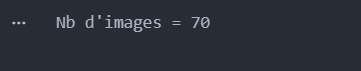 ... Nb d'images = 70